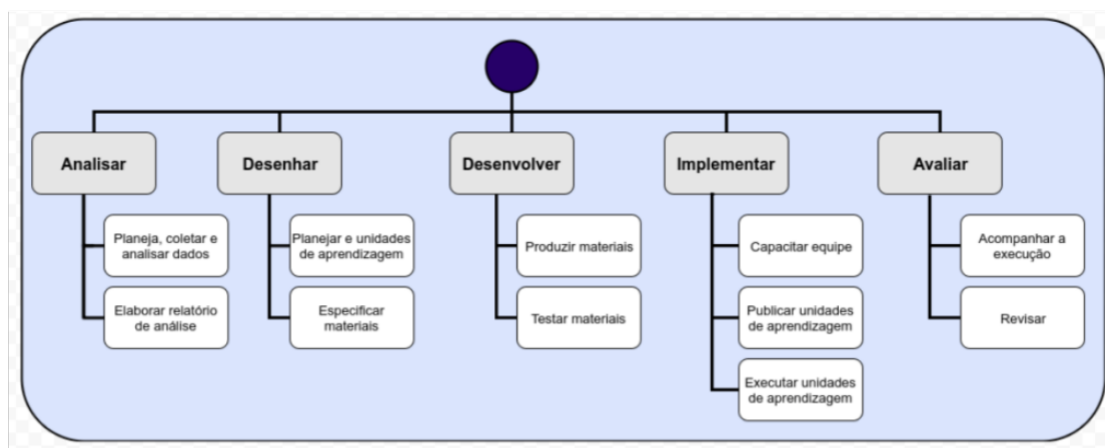 Analisar
Desenhar
Desenvolver
Implementar
Avaliar
Planeja, coletar e
analisar dados
Elaborar relatório
de análise
Planejar e unidades
de aprendizagem
Especificar
materiais
Produzir materiais
Testar materiais
Capacitar equipe
Publicar unidades
de aprendizagem
Executar unidades
de aprendizagem
Acompanhar a
execução
Revisar